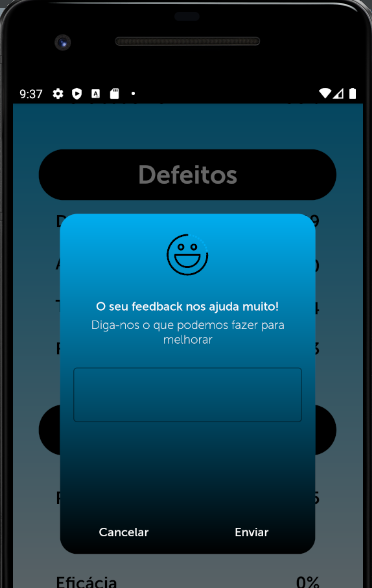 9:37
Defeitos
O seu feedback nos ajuda muito!
Diga-nos o que podemos fazer para
melhorar
Cancelar Enviar
Eficácia 0%